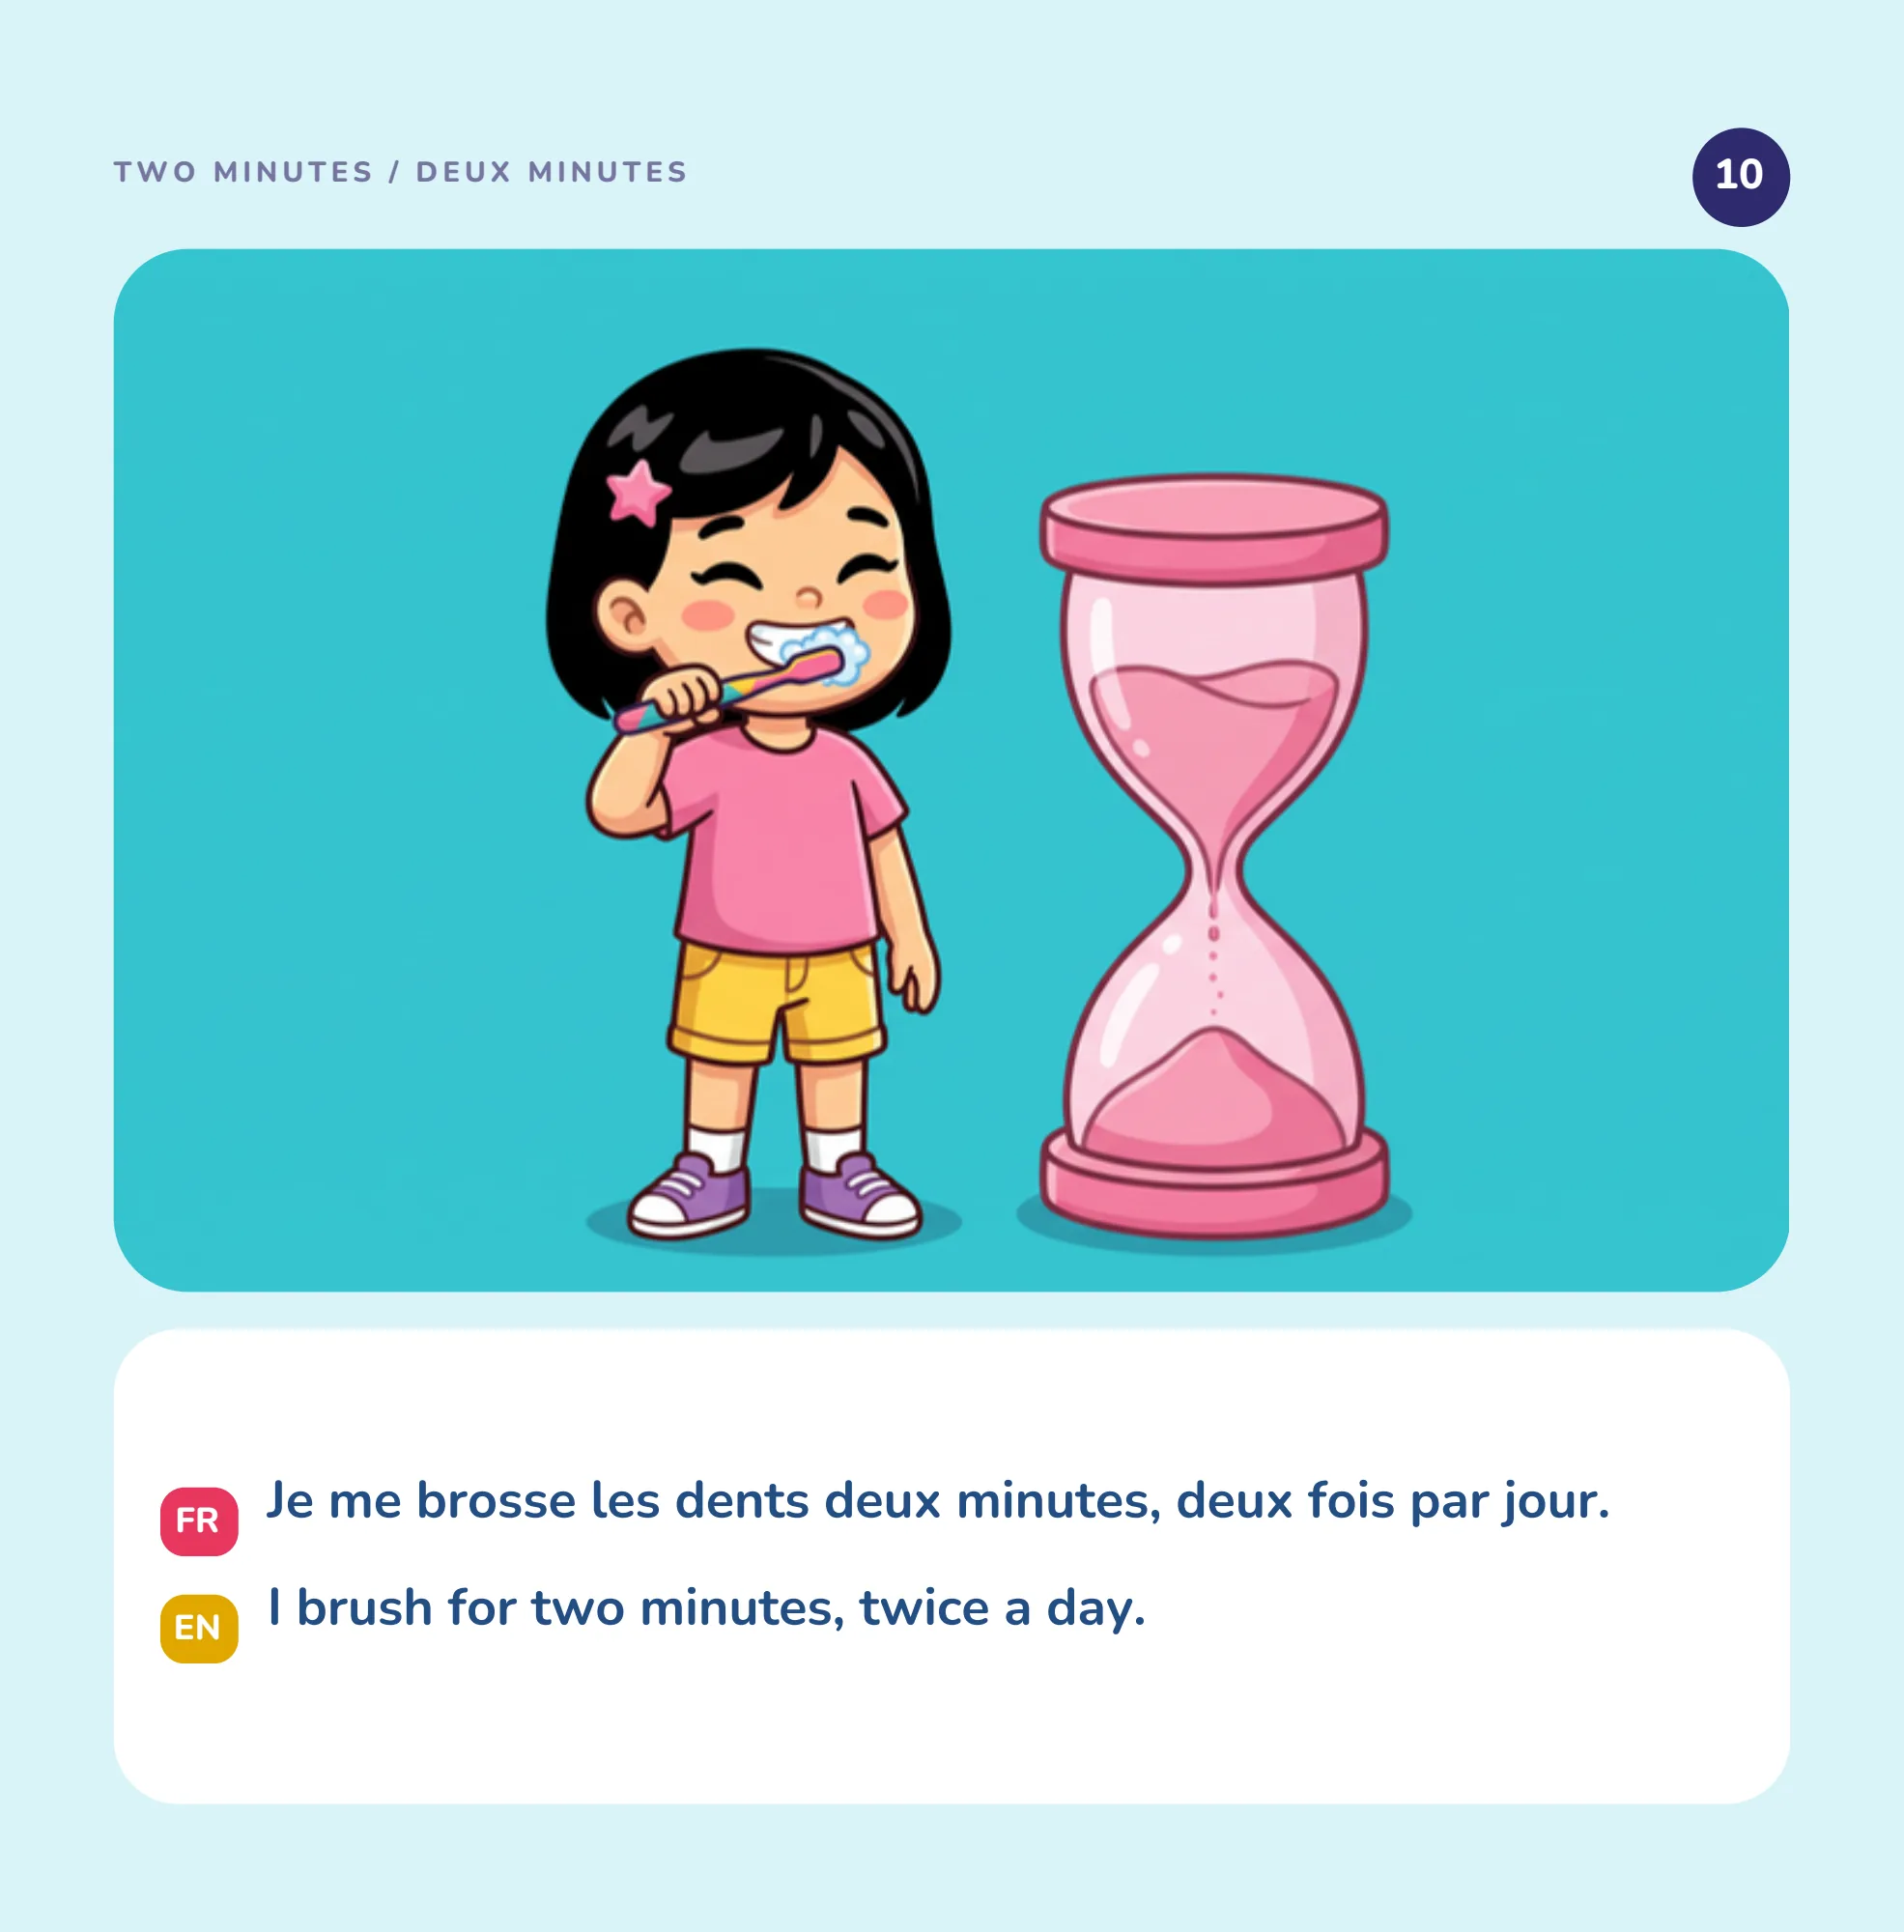 TWO MINUTES / DEUX MINUTES
10
FR Je me brosse les dents deux minutes, deux fois par jour.
EN I brush for two minutes, twice a day.